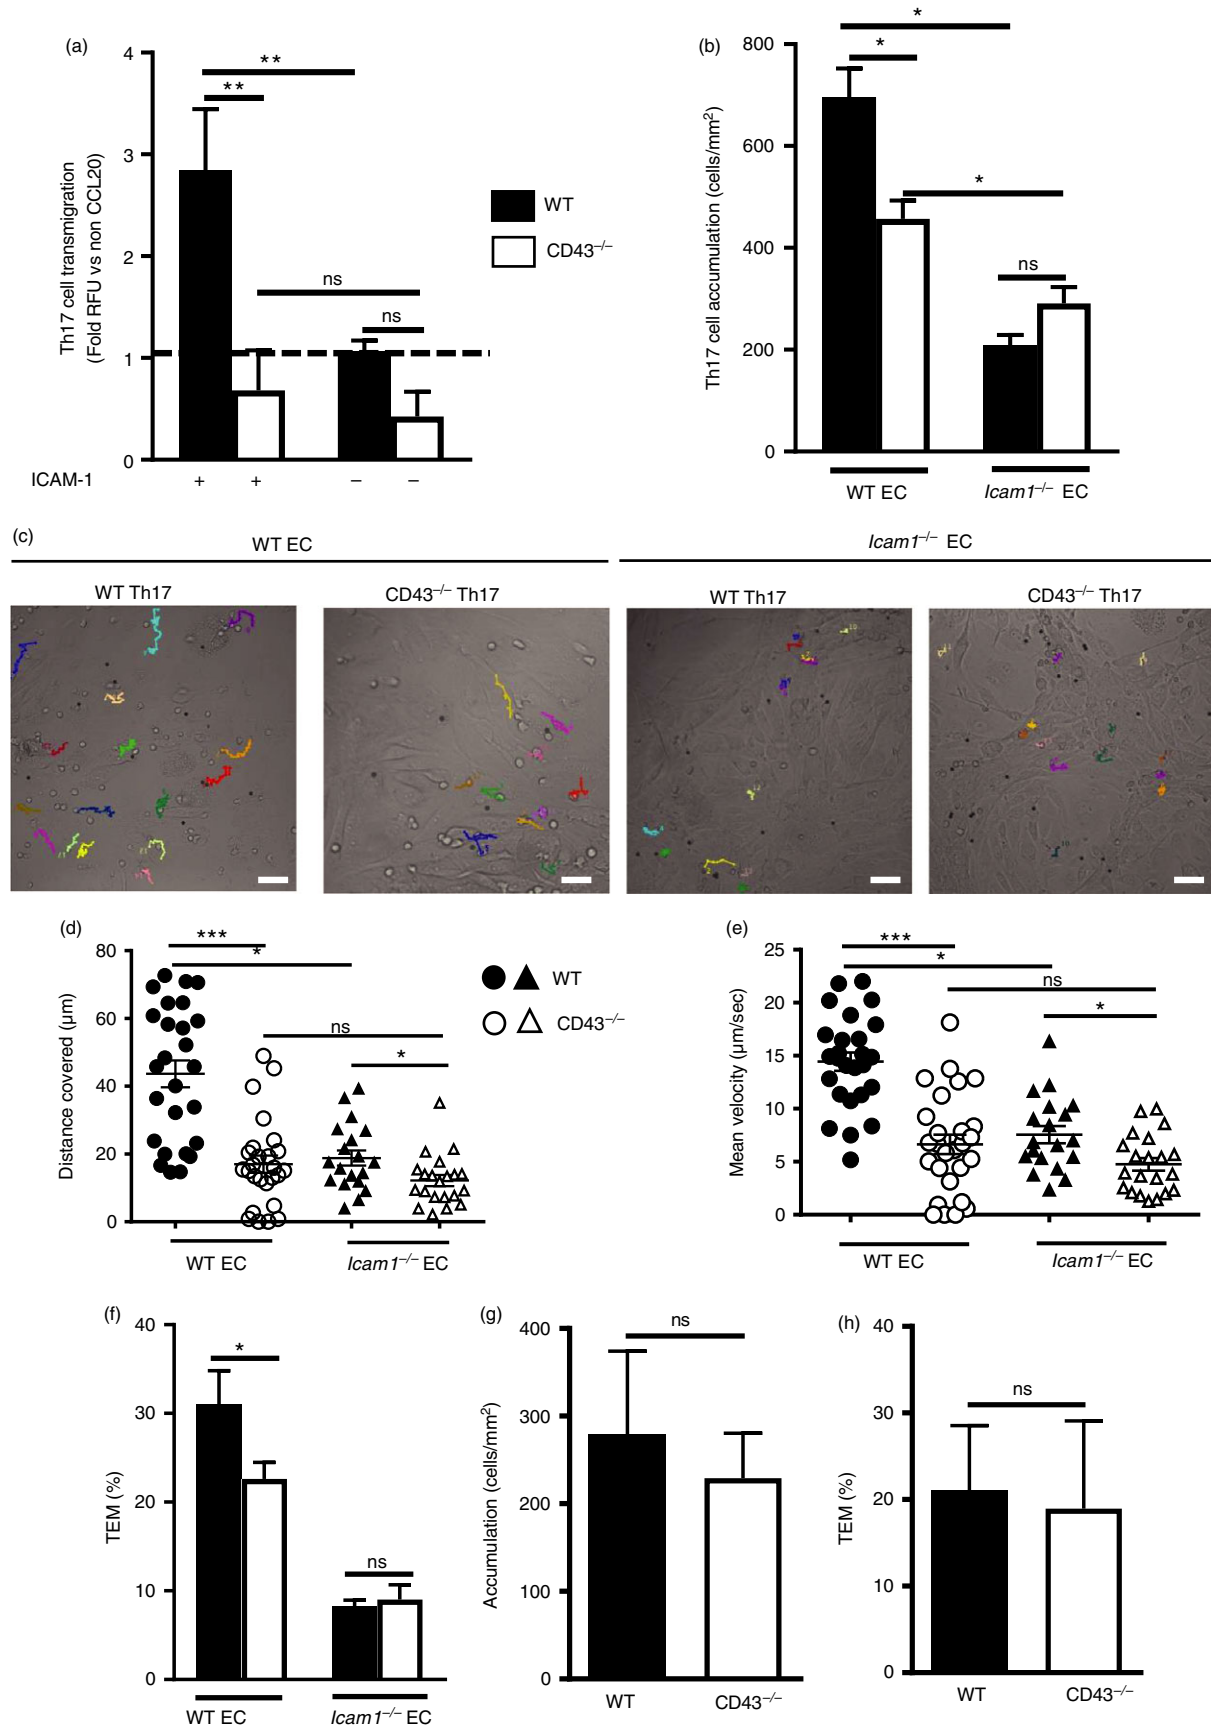 (a)
Th17 cell transmigration
(Fold RFU vs non CCL20)
4
3
2
1
0
**
**
ns
ns
ICAM-1 + + – –
WT
CD43–/–
(b)
Th17 cell accumulation (cells/mm2)
800
600
400
200
0
*
*
*
ns
WT EC
Icam1–/– EC
(c)
WT EC
Icam1–/– EC
WT Th17
CD43–/– Th17
WT Th17
CD43–/– Th17
(d)
Distance covered (µm)
80
60
40
20
0
***
*
ns
*
WT EC
Icam1–/– EC
WT
CD43–/–
(e)
Mean velocity (µm/sec)
25
20
15
10
5
0
***
*
ns
*
WT EC
Icam1–/– EC
(f)
TEM (%)
40
30
20
10
0
*
ns
WT EC
Icam1–/– EC
(g)
Accumulation (cells/mm2)
400
300
200
100
0
ns
WT
CD43–/–
(h)
TEM (%)
40
30
20
10
0
ns
WT
CD43–/–